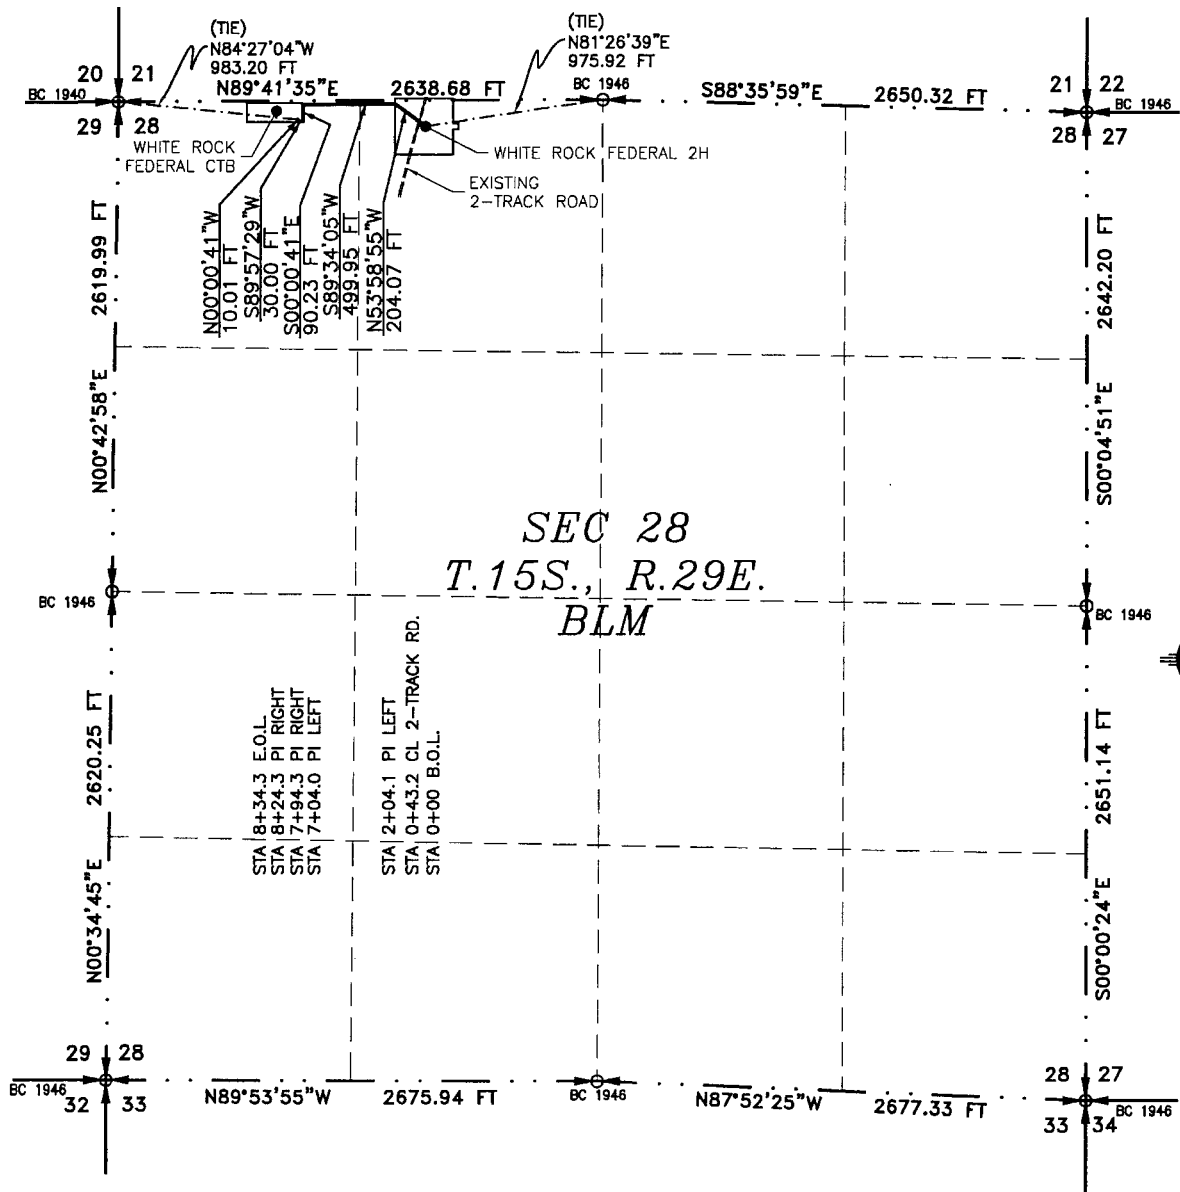 (TIE)
N84°27'04"W
983.20 FT
(TIE)
N81°26'39"E
975.92 FT
20 21
BC 1940
29 28
N89°41'35"E 2638.68 FT
BC 1946
S88°35'59"E 2650.32 FT
21 22
BC 1946
28 27
WHITE ROCK
FEDERAL CTB
WHITE ROCK FEDERAL 2H
EXISTING
2-TRACK ROAD
N00°00'41"W
10.01 FT
S89°57'29"W
30.00 FT
S00°00'41"E
90.23 FT
S89°34'05"W
499.95 FT
N53°58'55"W
204.07 FT
N00°42'58"E 2619.99 FT
S00°04'51"E 2642.20 FT
SEC 28
T.15S., R.29E.
BLM
BC 1946
BC 1946
STA 8+34.3 E.O.L.
STA 8+24.3 PI RIGHT
STA 7+94.3 PI RIGHT
STA 7+04.0 PI LEFT
STA 2+04.1 PI LEFT
STA 0+43.2 CL 2-TRACK RD.
STA 0+00 B.O.L.
N00°34'45"E 2620.25 FT
S00°00'24"E 2651.14 FT
29 28
BC 1946
32 33
N89°53'55"W 2675.94 FT
BC 1946
N87°52'25"W 2677.33 FT
28 27
BC 1946
33 34